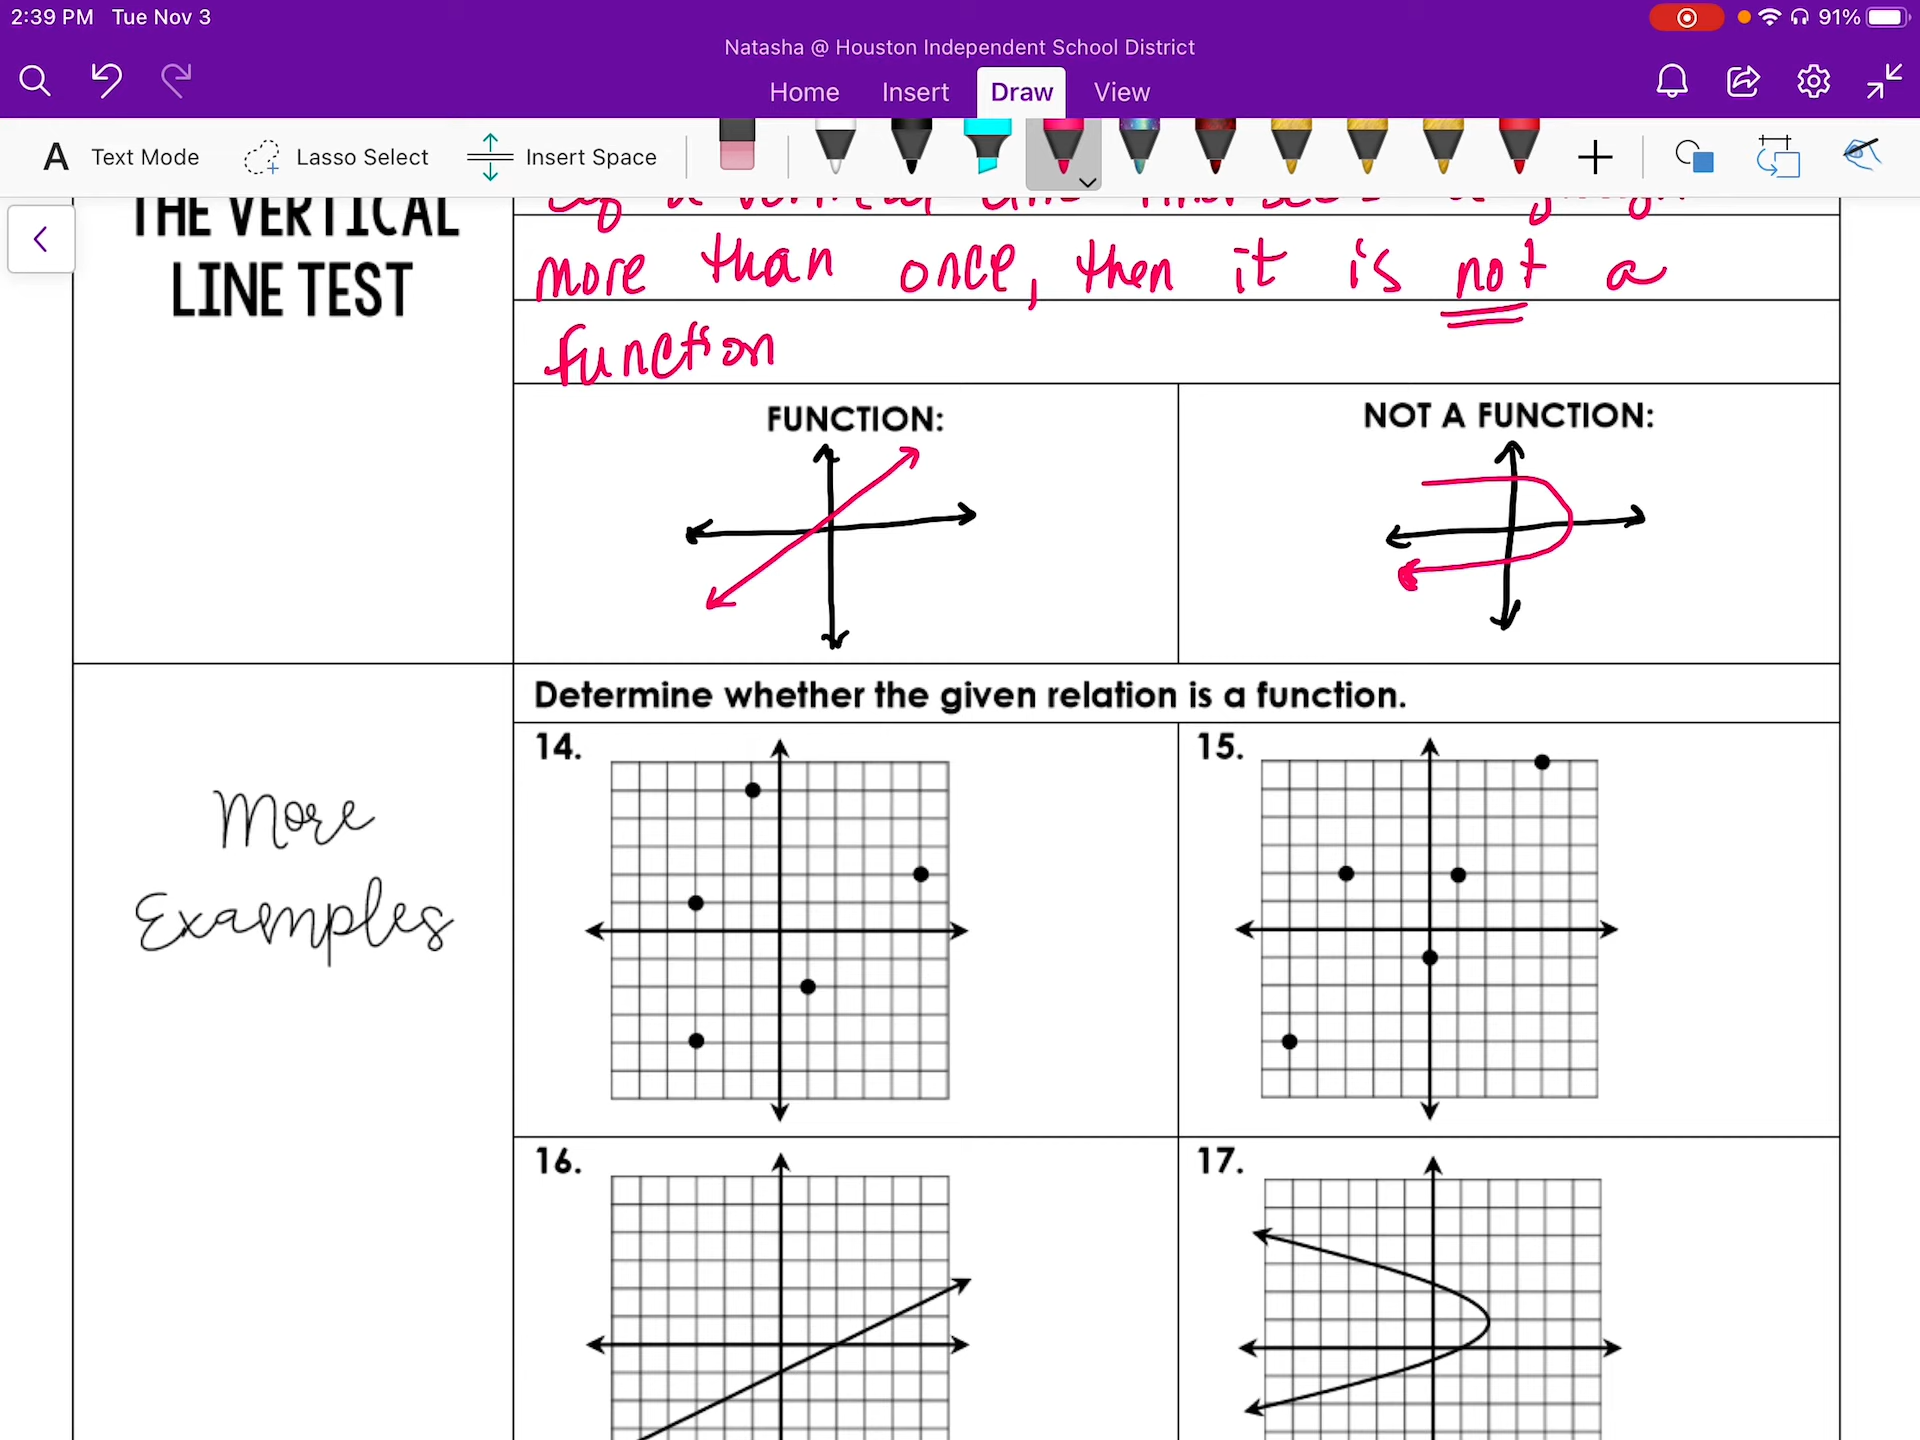 2:39 PM Tue Nov 3
91%
Natasha @ Houston Independent School District
Home Insert Draw View
A Text Mode Lasso Select Insert Space
THE VERTICAL
LINE TEST
more than once, then it is not a
function
FUNCTION:
NOT A FUNCTION:
Determine whether the given relation is a function.
14.
15.
More
Examples
16.
17.